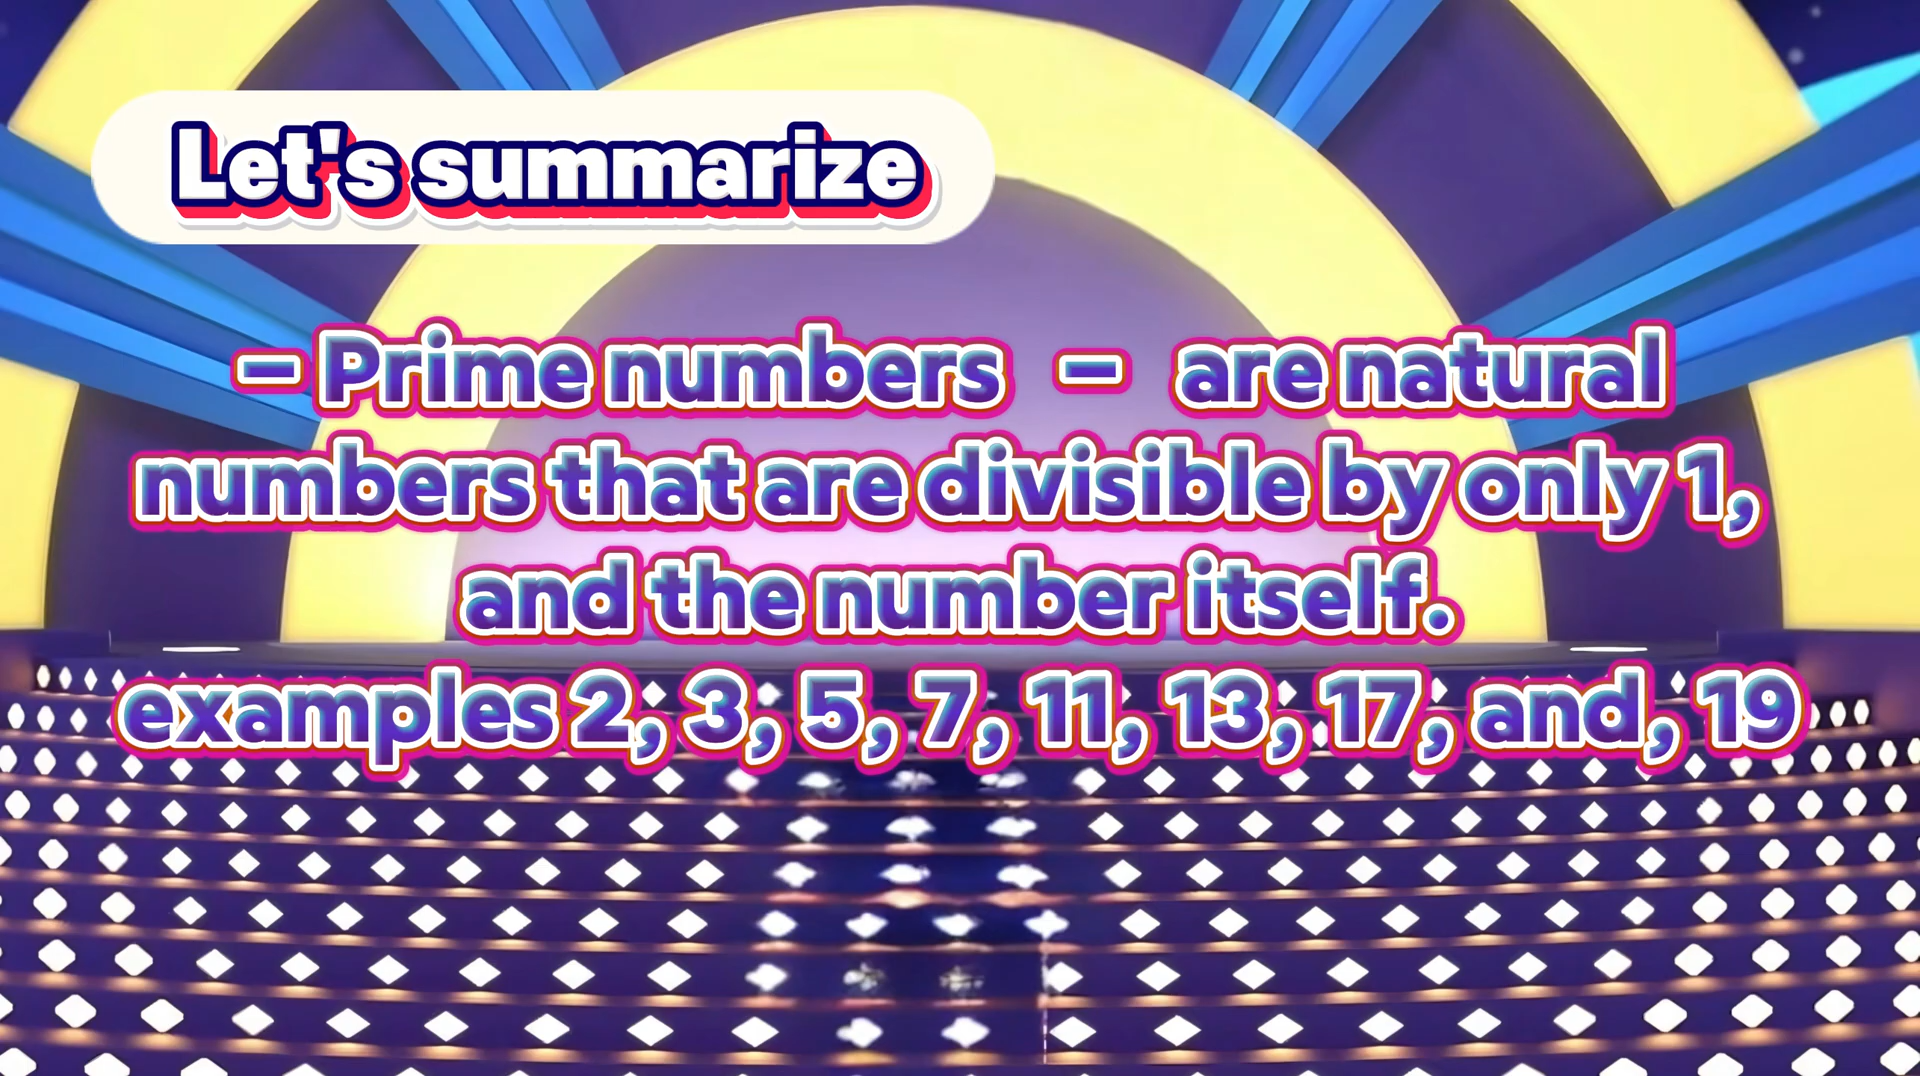 Let's summarize
– Prime numbers – are natural
numbers that are divisible by only 1,
and the number itself.
examples 2, 3, 5, 7, 11, 13, 17, and, 19